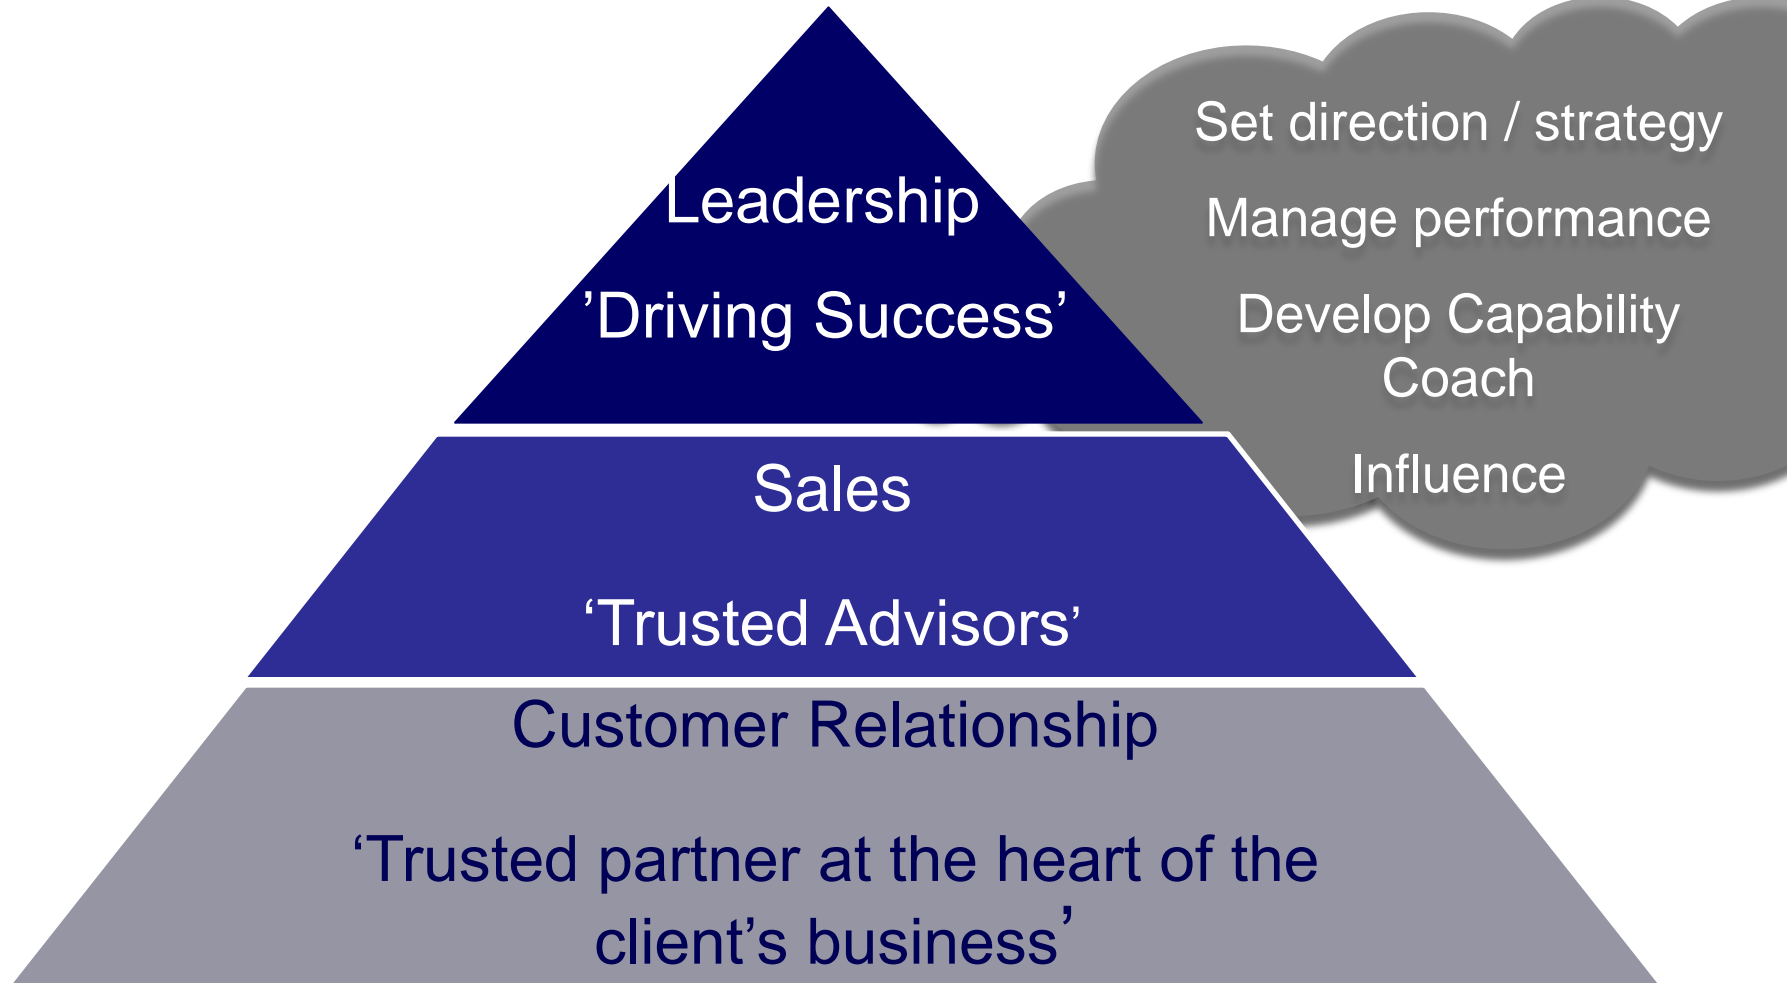 Leadership
’Driving Success’
Set direction / strategy
Manage performance
Develop Capability
Coach
Influence
Sales
‘Trusted Advisors’
Customer Relationship
‘Trusted partner at the heart of the
client’s business’